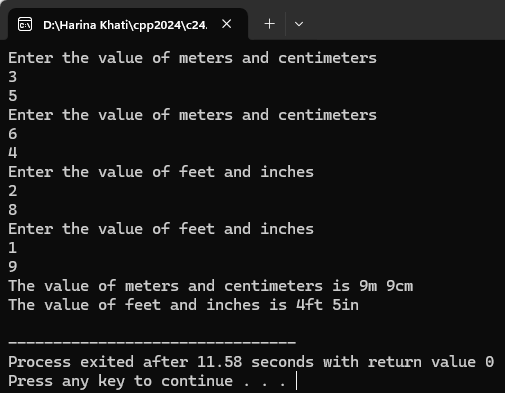 D:\Harina Khati\cpp2024\c24.
Enter the value of meters and centimeters
3
5
Enter the value of meters and centimeters
6
4
Enter the value of feet and inches
2
8
Enter the value of feet and inches
1
9
The value of meters and centimeters is 9m 9cm
The value of feet and inches is 4ft 5in
--------------------------------
Process exited after 11.58 seconds with return value 0
Press any key to continue . . .